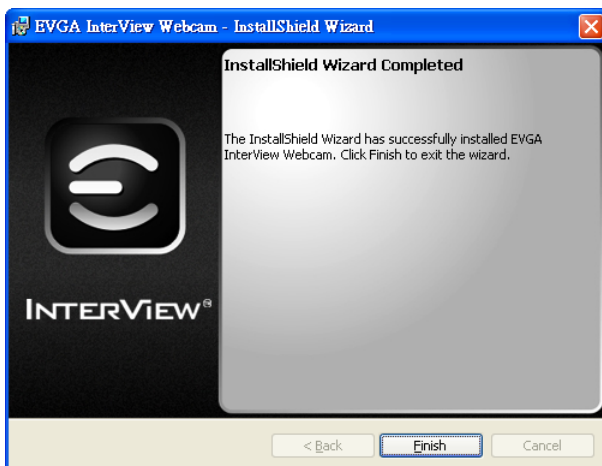 EVGA InterView Webcam - InstallShield Wizard
InstallShield Wizard Completed
The InstallShield Wizard has successfully installed EVGA
InterView Webcam. Click Finish to exit the wizard.
INTERVIEW®
< Back
Finish
Cancel